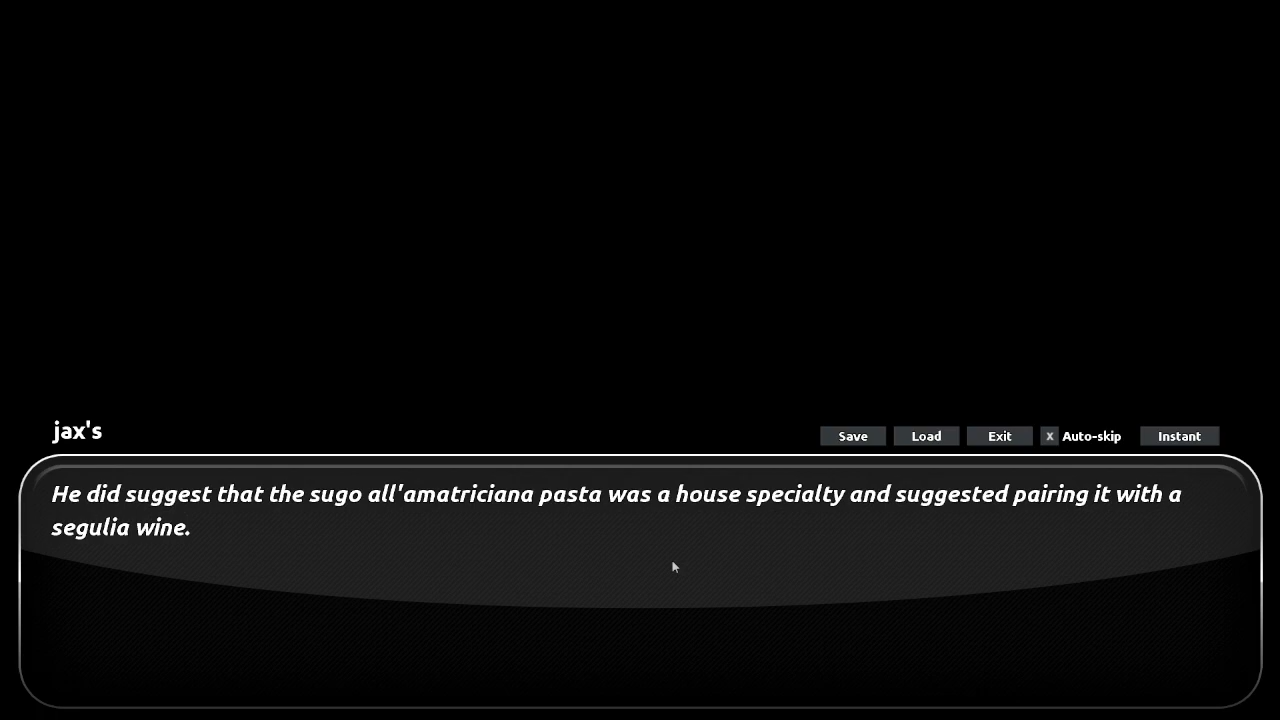 jax's
Save Load Exit x Auto-skip Instant
He did suggest that the sugo all'amatriciana pasta was a house specialty and suggested pairing it with a
segulia wine.